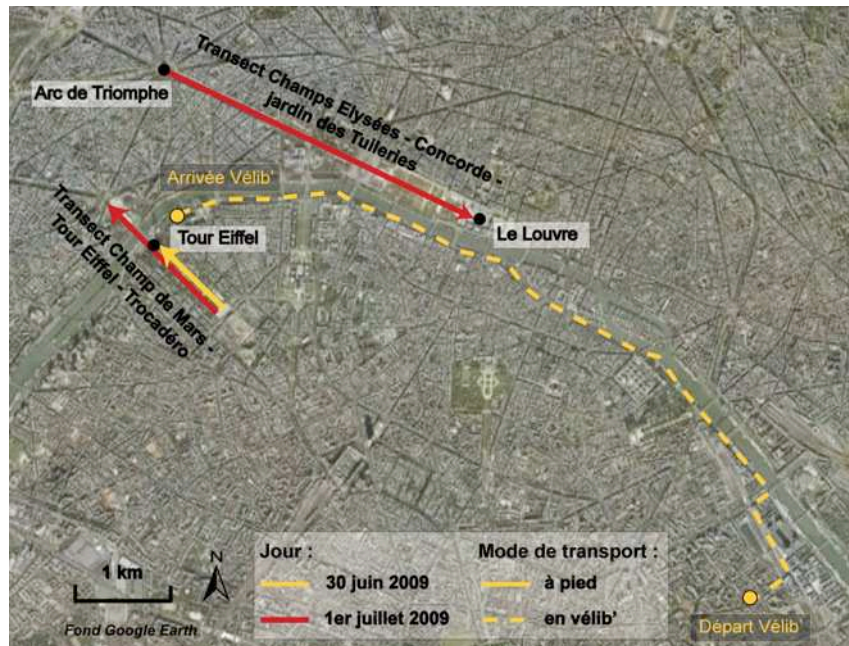 Arc de Triomphe
Transect Champs Elysées - Concorde -
jardin des Tuileries
Arrivée Vélib'
Tour Eiffel
Le Louvre
Transect Champ de Mars -
Tour Eiffel - Trocadéro
N
1 km
Fond Google Earth
Jour :
30 juin 2009
1er juillet 2009
Mode de transport :
à pied
en vélib'
Départ Vélib'